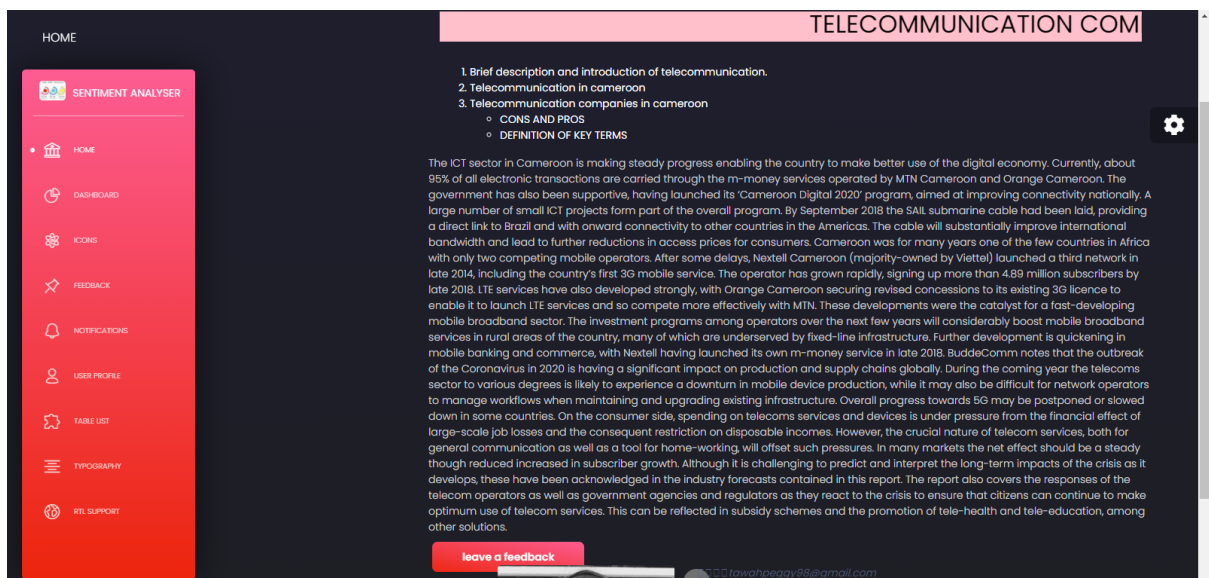 HOME
TELECOMMUNICATION COM
SENTIMENT ANALYSER
HOME
DASHBOARD
ICONS
FEEDBACK
NOTIFICATIONS
USER PROFILE
TABLE LIST
TYPOGRAPHY
RTL SUPPORT
1. Brief description and introduction of telecommunication.
2. Telecommunication in cameroon
3. Telecommunication companies in cameroon
CONS AND PROS
DEFINITION OF KEY TERMS
The ICT sector in Cameroon is making steady progress enabling the country to make better use of the digital economy. Currently, about
95% of all electronic transactions are carried through the m-money services operated by MTN Cameroon and Orange Cameroon. The
government has also been supportive, having launched its ‘Cameroon Digital 2020’ program, aimed at improving connectivity nationally. A
large number of small ICT projects form part of the overall program. By September 2018 the SAIL submarine cable had been laid, providing
a direct link to Brazil and with onward connectivity to other countries in the Americas. The cable will substantially improve international
bandwidth and lead to further reductions in access prices for consumers. Cameroon was for many years one of the few countries in Africa
with only two competing mobile operators. After some delays, Nextell Cameroon (majority-owned by Viettel) launched a third network in
late 2014, including the country’s first 3G mobile service. The operator has grown rapidly, signing up more than 4.89 million subscribers by
late 2018. LTE services have also developed strongly, with Orange Cameroon securing revised concessions to its existing 3G licence to
enable it to launch LTE services and so compete more effectively with MTN. These developments were the catalyst for a fast-developing
mobile broadband sector. The investment programs among operators over the next few years will considerably boost mobile broadband
services in rural areas of the country, many of which are underserved by fixed-line infrastructure. Further development is quickening in
mobile banking and commerce, with Nextell having launched its own m-money service in late 2018. BuddeComm notes that the outbreak
of the Coronavirus in 2020 is having a significant impact on production and supply chains globally. During the coming year the telecoms
sector to various degrees is likely to experience a downturn in mobile device production, while it may also be difficult for network operators
to manage workflows when maintaining and upgrading existing infrastructure. Overall progress towards 5G may be postponed or slowed
down in some countries. On the consumer side, spending on telecoms services and devices is under pressure from the financial effect of
large-scale job losses and the consequent restriction on disposable incomes. However, the crucial nature of telecom services, both for
general communication as well as a tool for home-working, will offset such pressures. In many markets the net effect should be a steady
though reduced increased in subscriber growth. Although it is challenging to predict and interpret the long-term impacts of the crisis as it
develops, these have been acknowledged in the industry forecasts contained in this report. The report also covers the responses of the
telecom operators as well as government agencies and regulators as they react to the crisis to ensure that citizens can continue to make
optimum use of telecom services. This can be reflected in subsidy schemes and the promotion of tele-health and tele-education, among
other solutions.
leave a feedback
tawahpeggy98@gmail.com